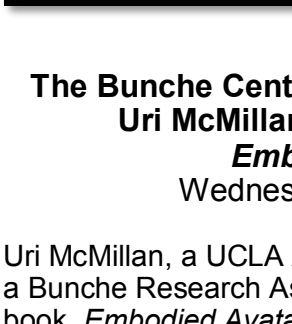 The Bunche Cent
Uri McMillan
Emb
Wednes
Uri McMillan, a UCLA
a Bunche Research As
book, Embodied Avata